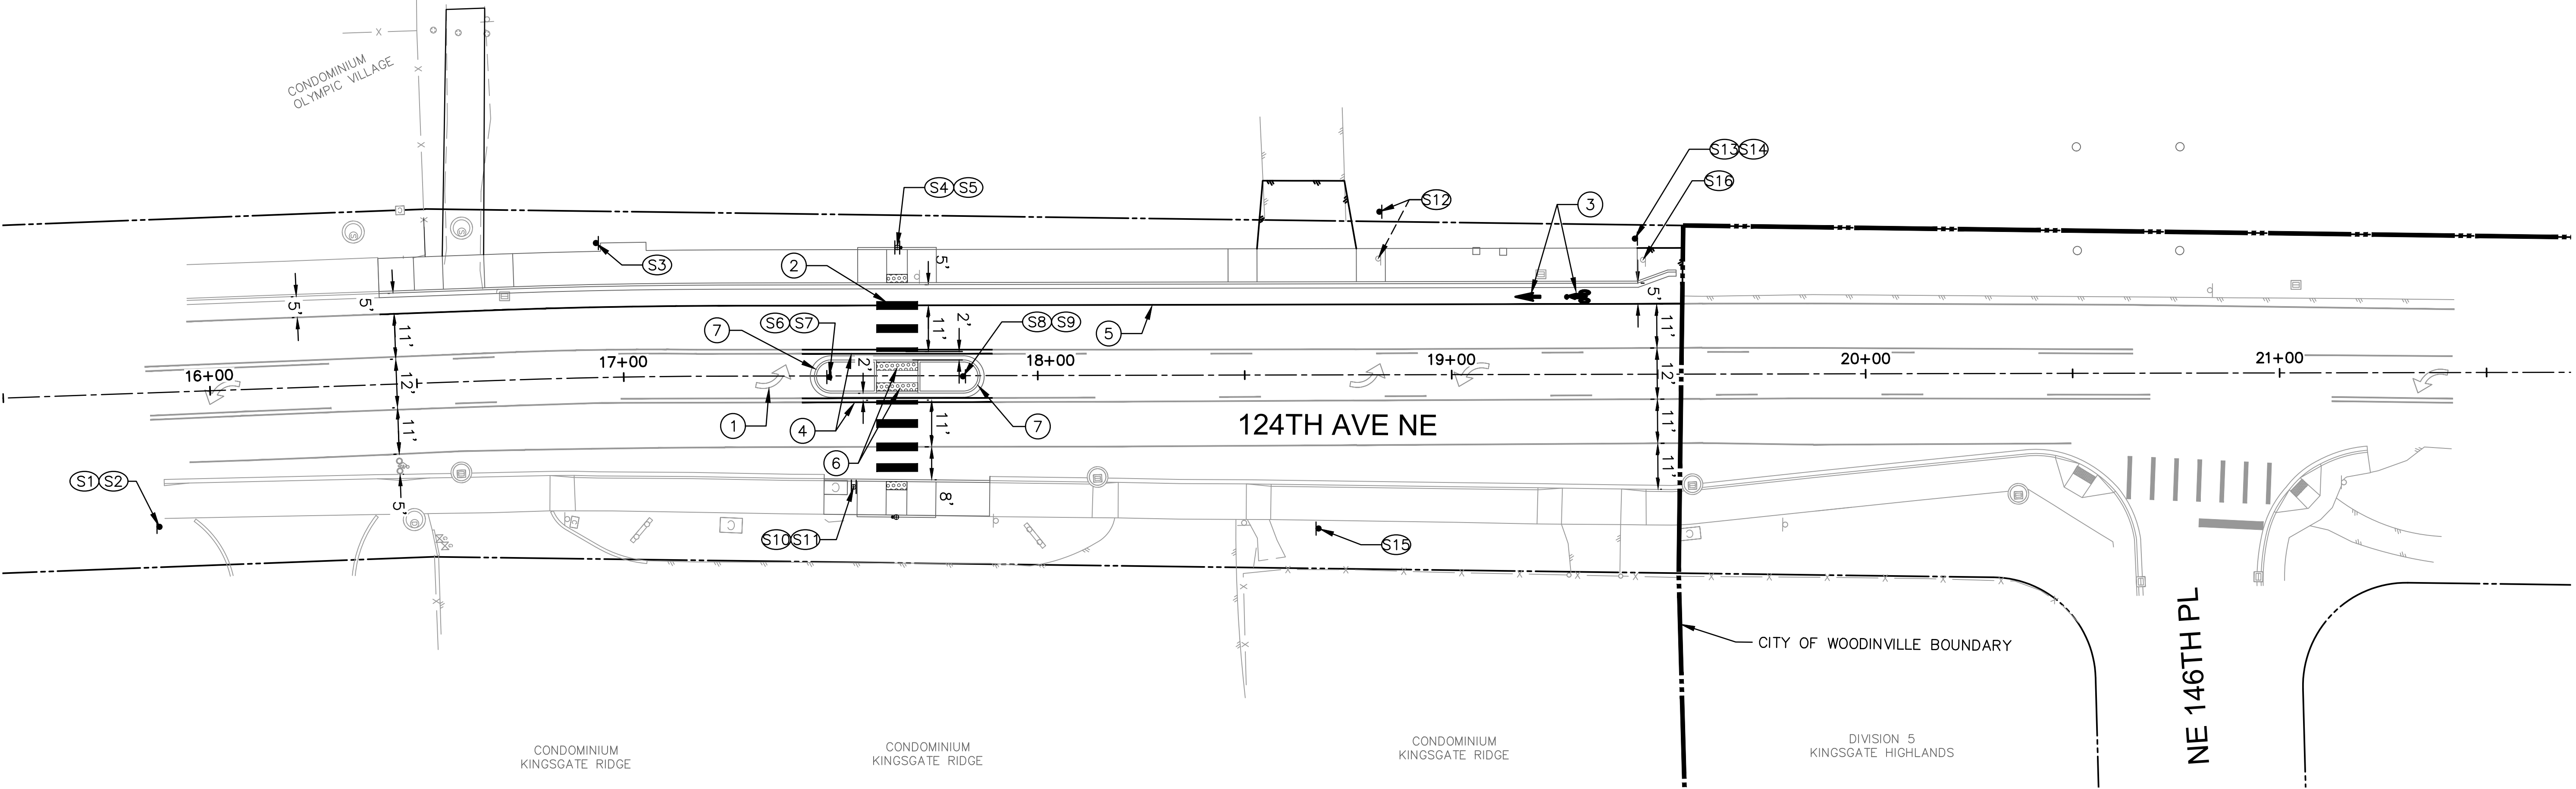 CONDOMINIUM
OLYMPIC VILLAGE
S13 S14
S16
S4 S5
S12
3
S3
2
5'
5'
5'
5'
5
11'
11'
2'
11'
7
S6 S7
S8 S9
16+00
17+00
18+00
19+00
20+00
21+00
12'
2'
12'
1
4
7
124TH AVE NE
11'
11'
11'
6
11'
S1 S2
5'
8'
C
C
C
S10 S11
S15
CITY OF WOODINVILLE BOUNDARY
NE 146TH PL
CONDOMINIUM
KINGSGATE RIDGE
CONDOMINIUM
KINGSGATE RIDGE
CONDOMINIUM
KINGSGATE RIDGE
DIVISION 5
KINGSGATE HIGHLANDS